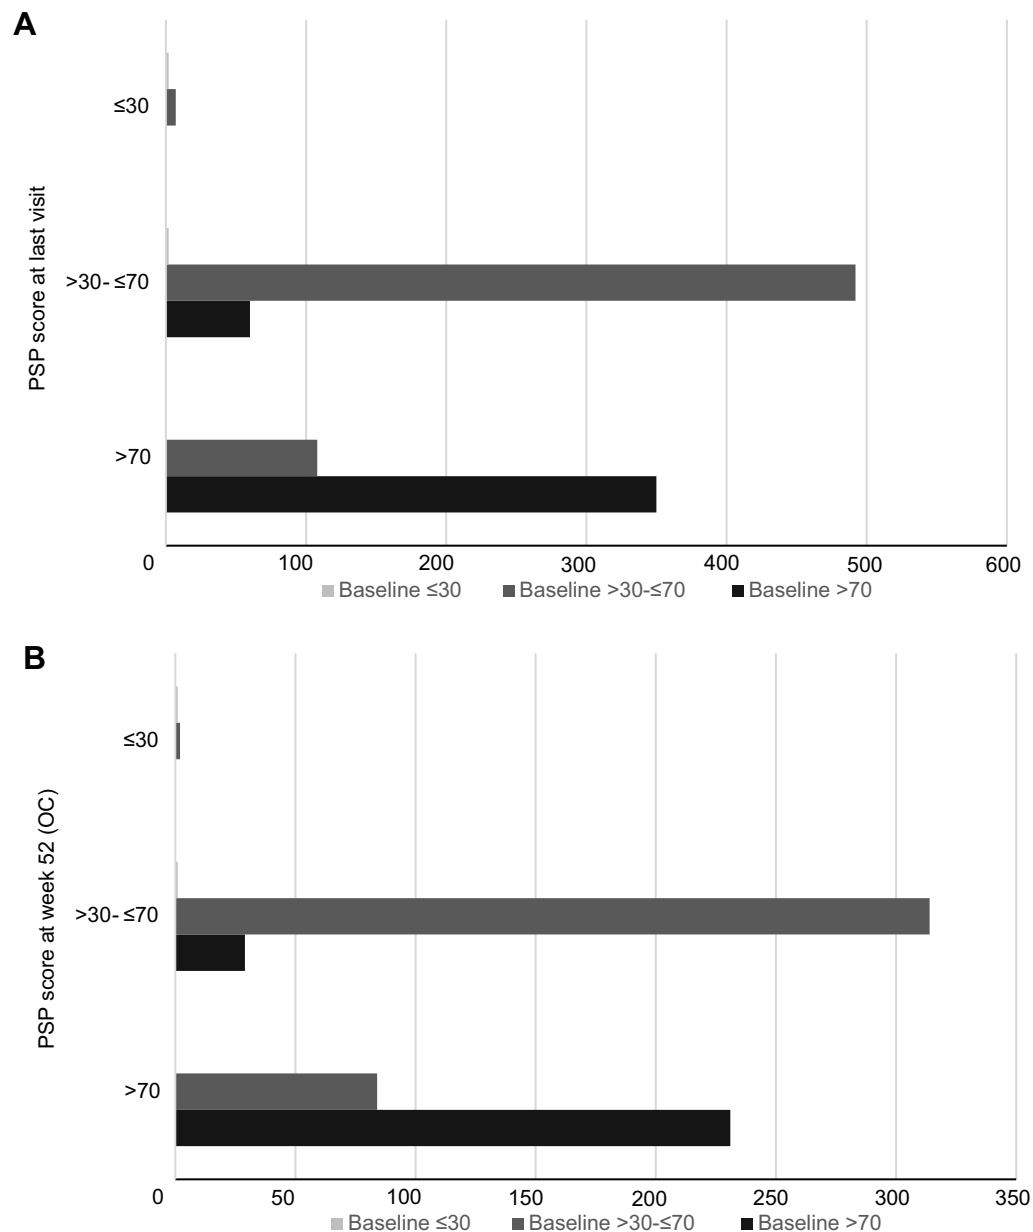 A
PSP score at last visit
≤30
>30- ≤70
>70
0 100 200 300 400 500 600
Baseline ≤30 Baseline >30-≤70 Baseline >70
B
PSP score at week 52 (OC)
≤30
>30- ≤70
>70
0 50 100 150 200 250 300 350
Baseline ≤30 Baseline >30-≤70 Baseline >70